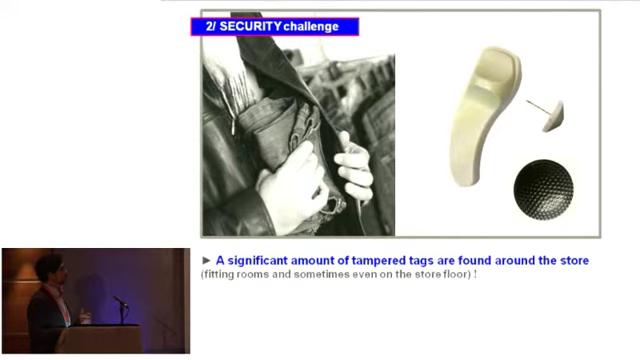 2/ SECURITY challenge
► A significant amount of tampered tags are found around the store
(fitting rooms and sometimes even on the store floor) !